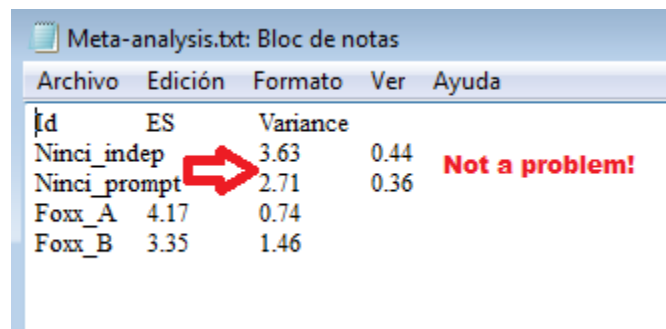 Meta-analysis.txt: Bloc de notas
Archivo Edición Formato Ver Ayuda
Id ES Variance
Ninci_indep 3.63 0.44
Ninci_prompt 2.71 0.36
Not a problem!
Foxx_A 4.17 0.74
Foxx_B 3.35 1.46